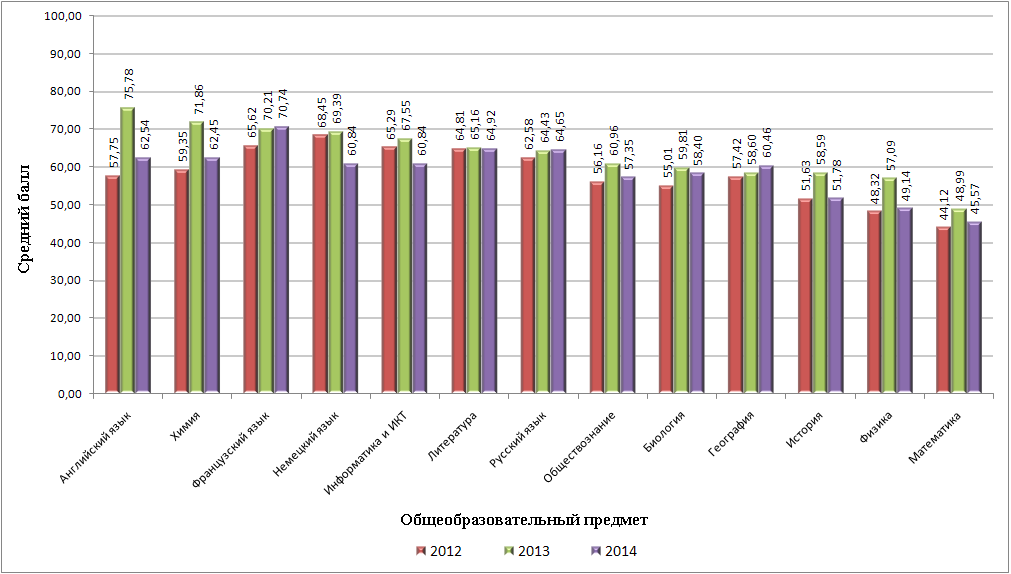 100,00
90,00
80,00
70,00
60,00
50,00
40,00
30,00
20,00
10,00
0,00
Средний балл
57,75 75,78 62,54
59,35 71,86 62,45
65,62 70,21 70,74
68,45 69,39 60,84
65,29 67,55 60,84
64,81 65,16 64,92
62,58 64,43 64,65
56,16 60,96 57,35
55,01 59,81 58,40
57,42 58,60 60,46
51,63 58,59 51,78
48,32 57,09 49,14
44,12 48,99 45,57
Английский язык
Химия
Французский язык
Немецкий язык
Информатика и ИКТ
Литература
Русский язык
Обществознание
Биология
География
История
Физика
Математика
Общеобразовательный предмет
2012 2013 2014